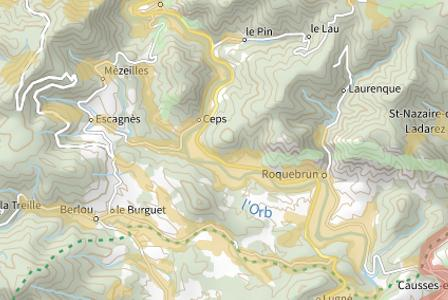 le Pin
le Lau
Mézeilles
Laurenque
Escagnès
Ceps
St-Nazaire-d
Ladarez
Roquebrun
la Treille
Berlou
le Burguet
l'Orb
Causses
Lugné